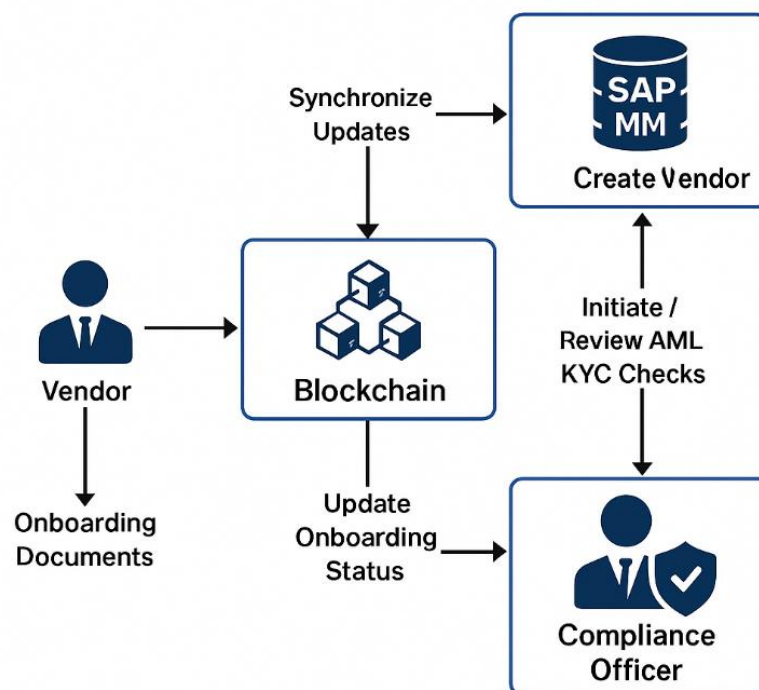 Synchronize
Updates
SAP
MM
Create Vendor
Vendor
Blockchain
Initiate /
Review AML
KYC Checks
Onboarding
Documents
Update
Onboarding
Status
Compliance
Officer